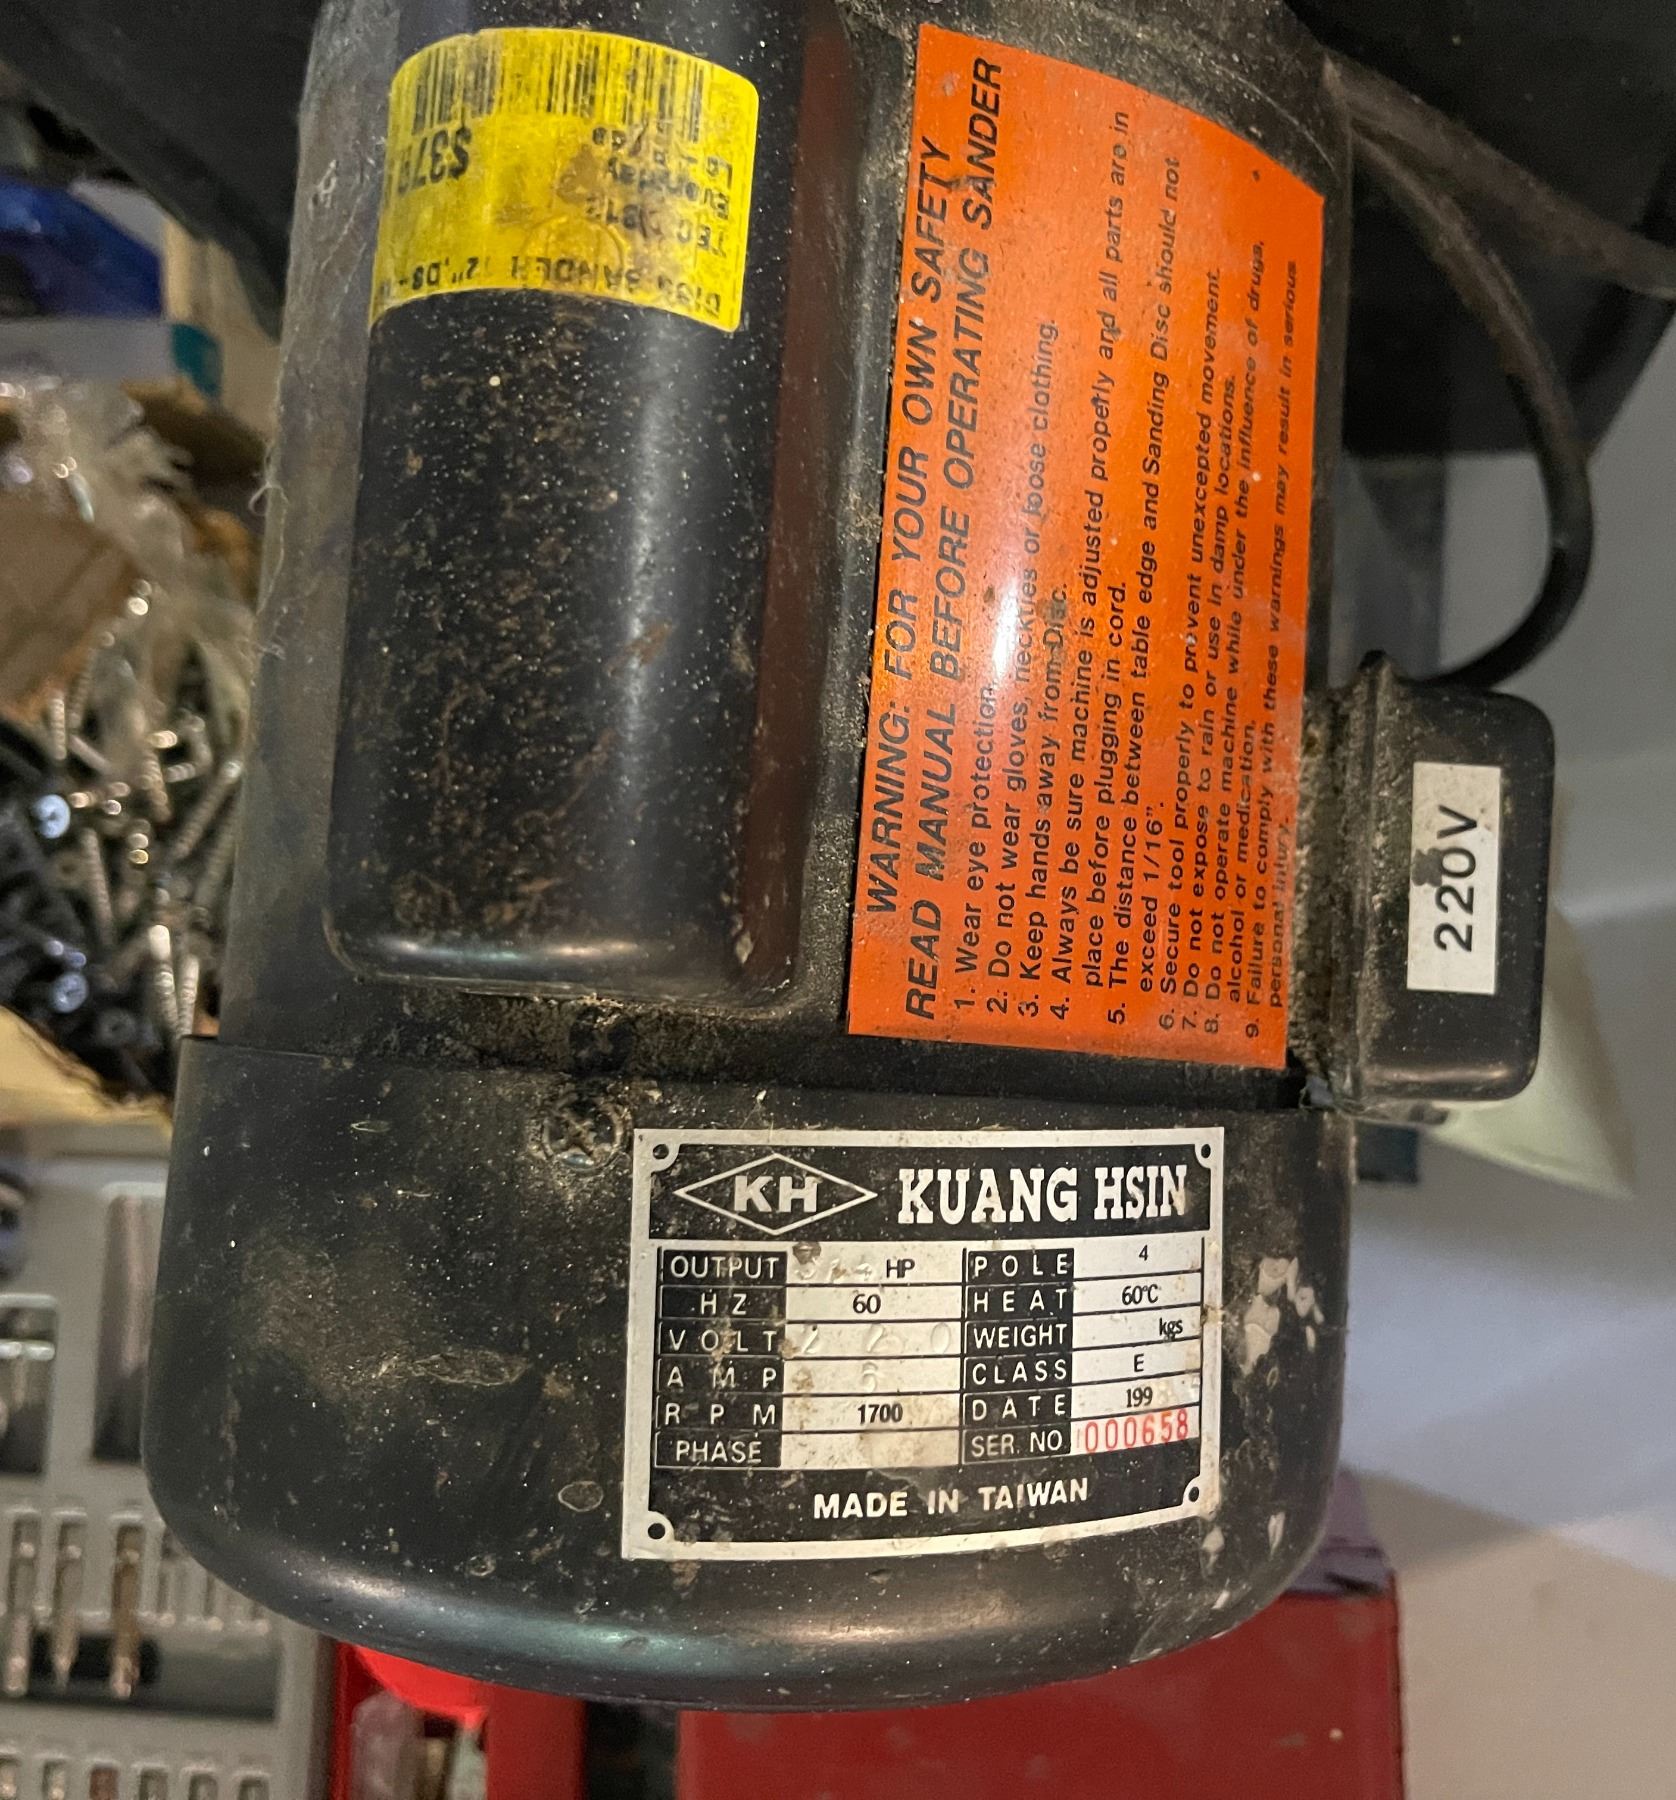 WARNING: FOR YOUR OWN SAFETY
READ MANUAL BEFORE OPERATING SANDER
1. Wear eye protection.
2. Do not wear gloves, neckties or loose clothing.
3. Keep hands away from Disc.
4. Always be sure machine is adjusted properly and all parts are in
place before plugging in cord.
5. The distance between table edge and Sanding Disc should not
exceed 1/16".
6. Secure tool properly to prevent unexcepted movement.
7. Do not expose to rain or use in damp locations.
8. Do not operate machine while under the influence of drugs,
alcohol or medication.
9. Failure to comply with these warnings may result in serious
personal injury.
220V
KH KUANG HSIN
OUTPUT HP POLE 4
HZ 60 HEAT 60°C
VOLT 220 WEIGHT kgs
AMP CLASS E
RPM 1700 DATE 199
PHASE SER. NO. 000658
MADE IN TAIWAN
SANDER